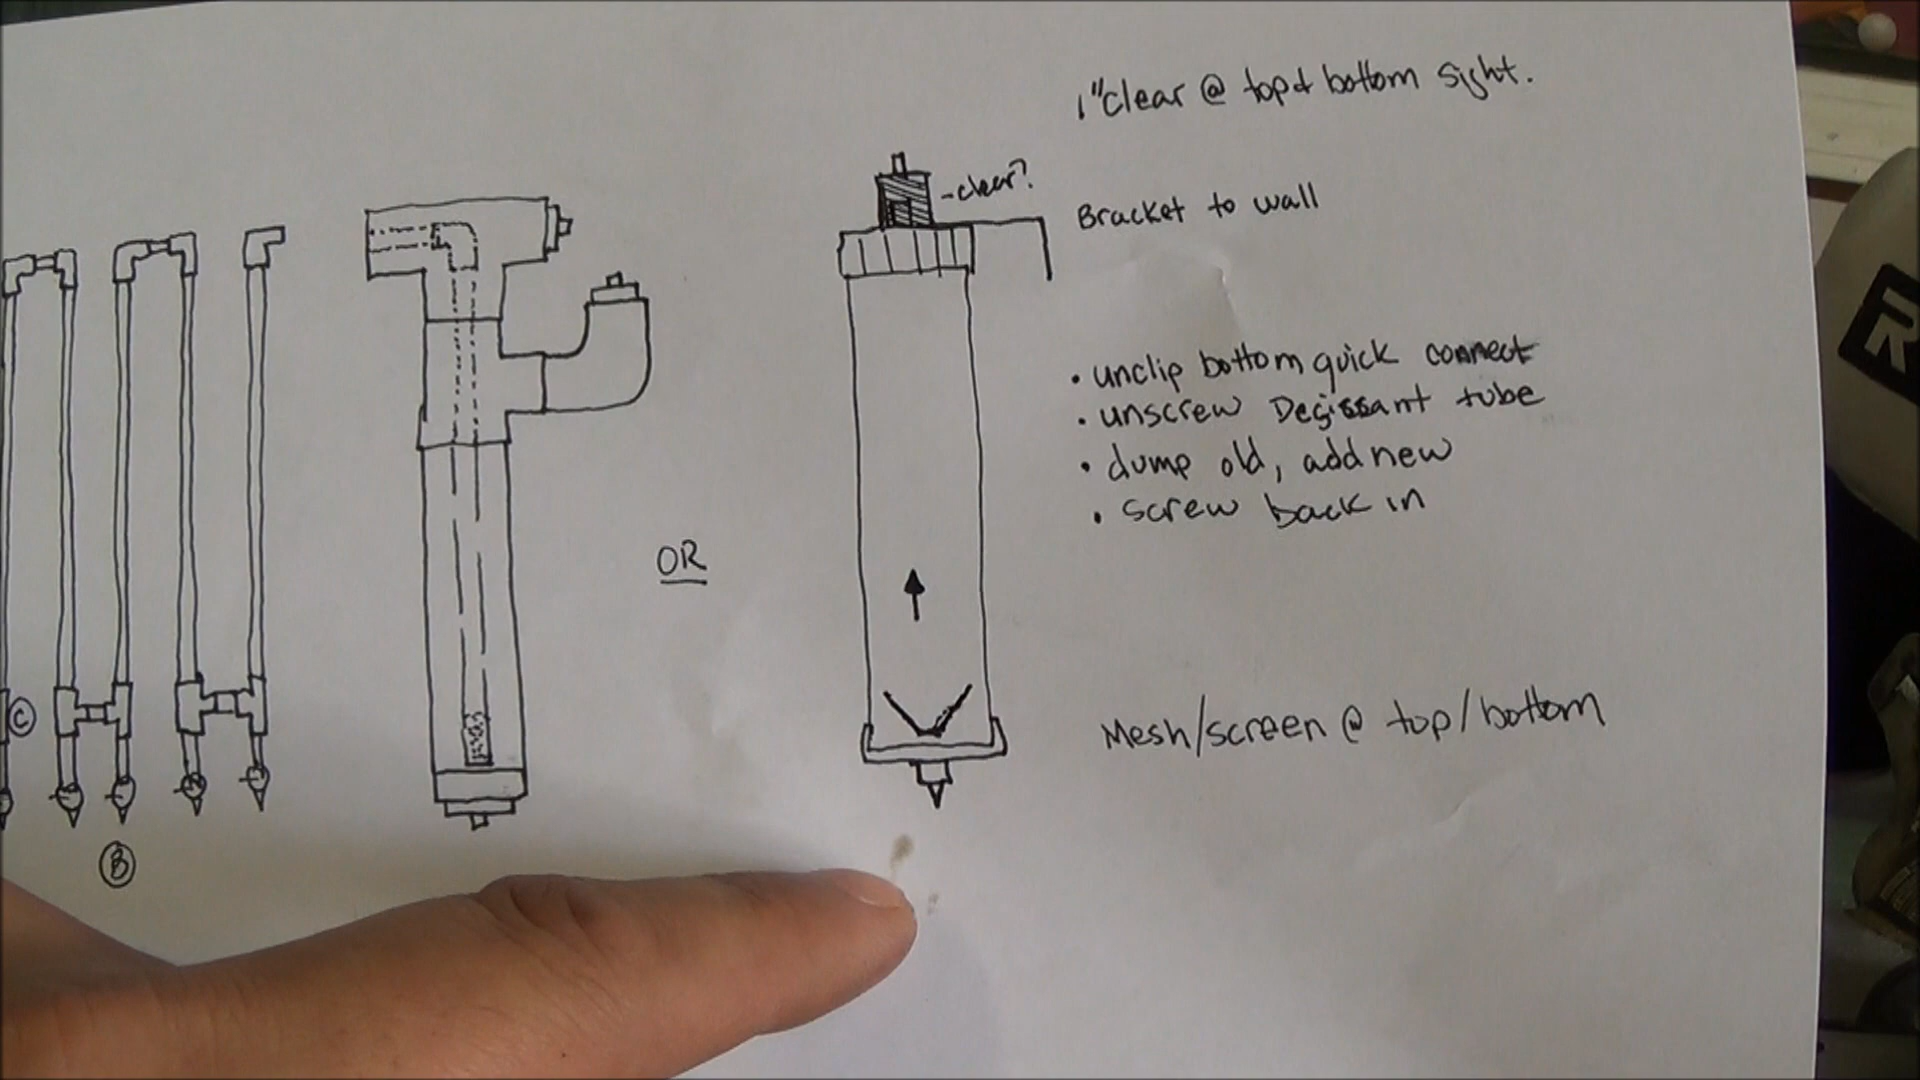 1" clear @ top & bottom sight.
-clear?
Bracket to wall
• unclip bottom quick connect
• unscrew Degissant tube
• dump old, add new
• screw back in
OR
Mesh/screen @ top/bottom
C
B
R